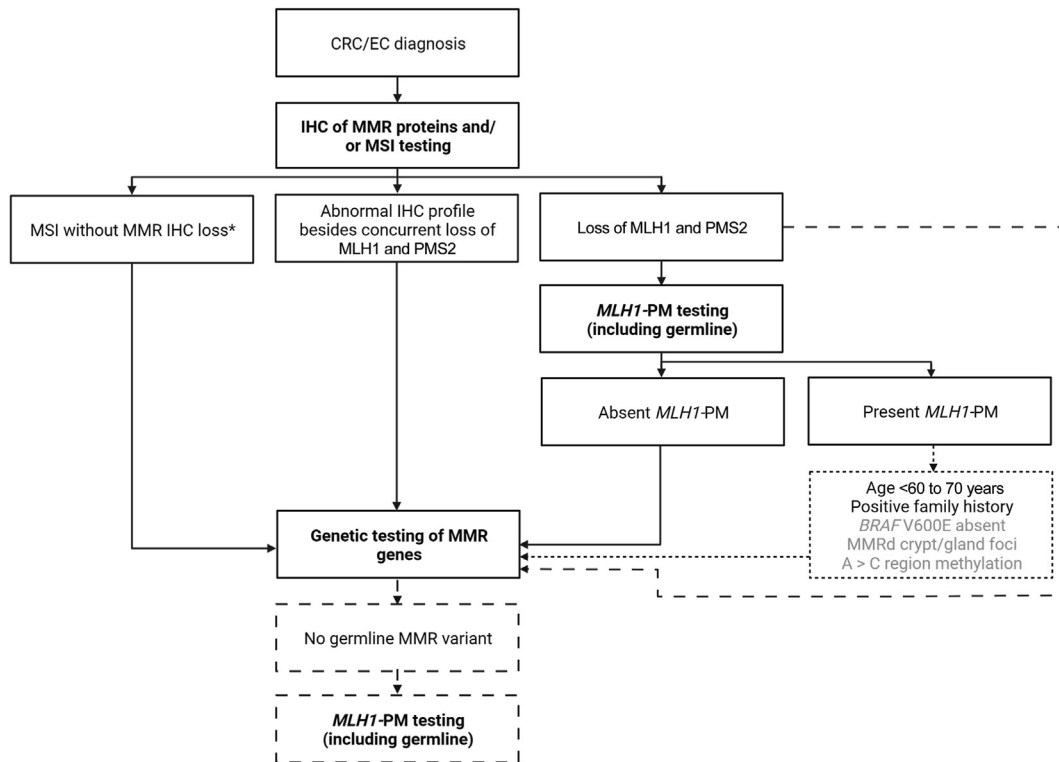 CRC/EC diagnosis
IHC of MMR proteins and/
or MSI testing
MSI without MMR IHC loss*
Abnormal IHC profile
besides concurrent loss of
MLH1 and PMS2
Loss of MLH1 and PMS2
MLH1-PM testing
(including germline)
Absent MLH1-PM
Present MLH1-PM
Age <60 to 70 years
Positive family history
BRAF V600E absent
MMRd crypt/gland foci
A > C region methylation
Genetic testing of MMR
genes
No germline MMR variant
MLH1-PM testing
(including germline)